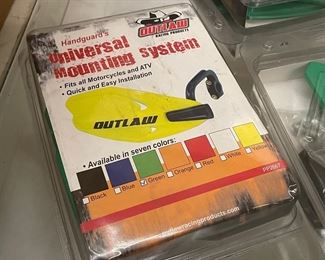 OUTLAW
RACING PRODUCTS
Handguard's
Universal
Mounting System
• Fits all Motorcycles and ATV
• Quick and Easy Installation
OUTLAW
• Available in seven colors:
Black
Blue
Green
Orange
Red
White
Yellow
www.outlawracingproducts.com